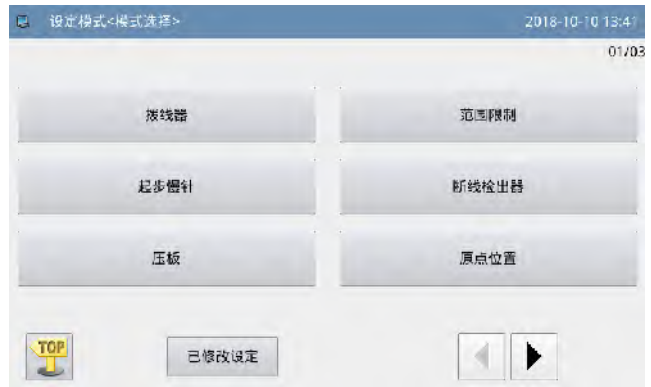 设定模式<模式选择> 2018-10-10 13:41
01/03
拨线器 范围限制
起步慢针 断线检出器
压板 原点位置
TOP 已修改设定